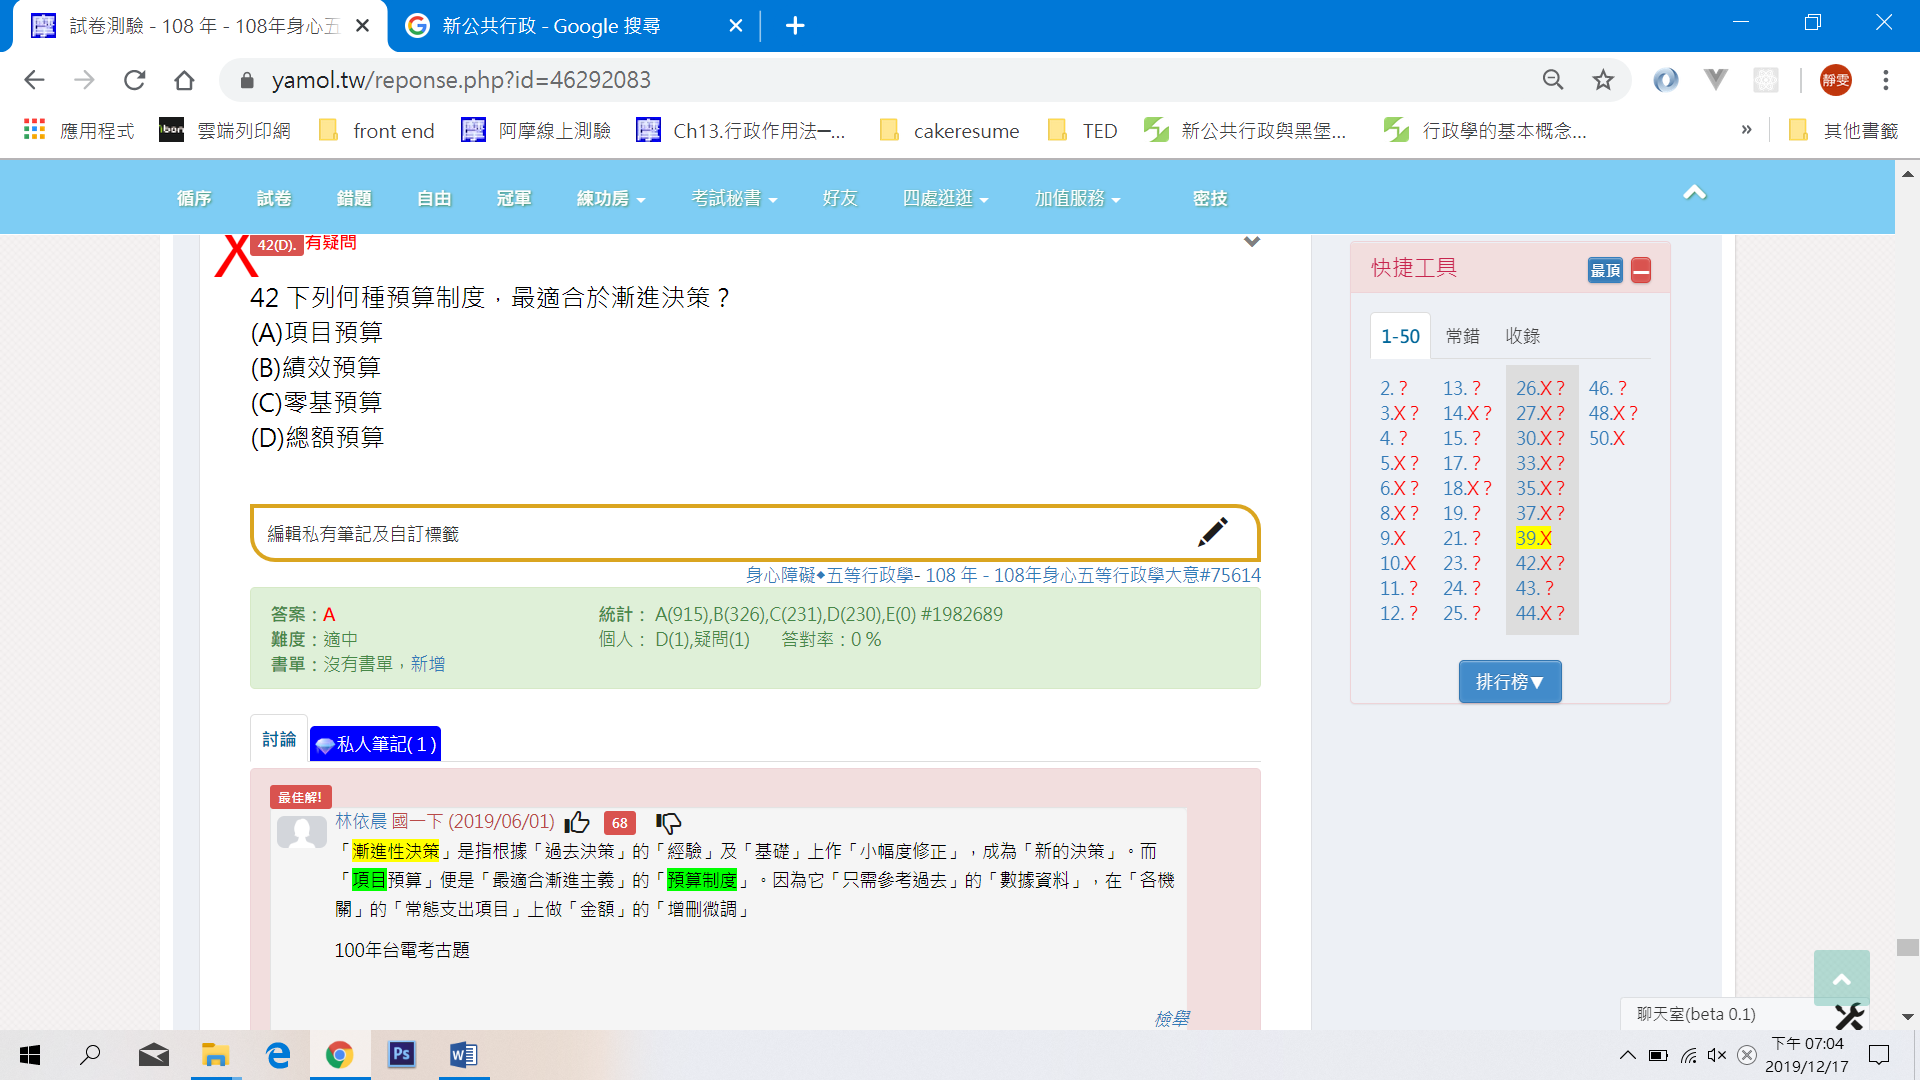 試卷測驗 - 108 年 - 108年身心五
新公共行政 - Google 搜尋
yamol.tw/reponse.php?id=46292083
靜雯
應用程式
ibon
雲端列印網
front end
摩
阿摩線上測驗
摩
Ch13.行政作用法─...
cakeresume
TED
新公共行政與黑堡...
行政學的基本概念...
»
其他書籤
循序
試卷
錯題
自由
冠軍
練功房
考試秘書
好友
四處逛逛
加值服務
密技
X
42(D).
有疑問
42 下列何種預算制度，最適合於漸進決策？
(A)項目預算
(B)績效預算
(C)零基預算
(D)總額預算
編輯私有筆記及自訂標籤
身心障礙◆五等行政學- 108 年 - 108年身心五等行政學大意#75614
答案：A
統計： A(915),B(326),C(231),D(230),E(0) #1982689
難度：適中
個人： D(1),疑問(1)
答對率：0 %
書單：沒有書單，新增
討論
私人筆記( 1 )
最佳解!
林依晨 國一下 (2019/06/01)
68
「漸進性決策」是指根據「過去決策」的「經驗」及「基礎」上作「小幅度修正」，成為「新的決策」。而
「項目預算」便是「最適合漸進主義」的「預算制度」。因為它「只需參考過去」的「數據資料」，在「各機
關」的「常態支出項目」上做「金額」的「增刪微調」
100年台電考古題
檢舉
快捷工具
最頂
1-50
常錯
收錄
2.？ 13.？ 26.X？ 46.？
3.X？ 14.X？ 27.X？ 48.X？
4.？ 15.？ 30.X？ 50.X
5.X？ 17.？ 33.X？
6.X？ 18.X？ 35.X？
8.X？ 19.？ 37.X？
9.X 21.？ 39.X
10.X 23.？ 42.X？
11.？ 24.？ 43.？
12.？ 25.？ 44.X？
排行榜▼
聊天室(beta 0.1)
Ps
下午 07:04
2019/12/17